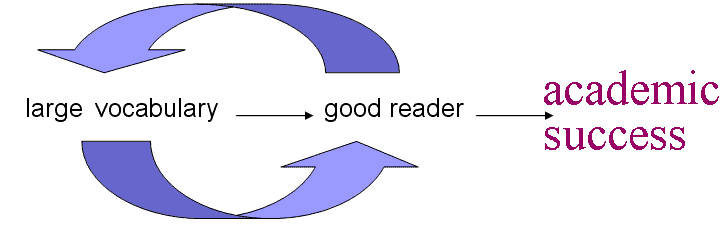 large vocabulary
good reader
academic
success